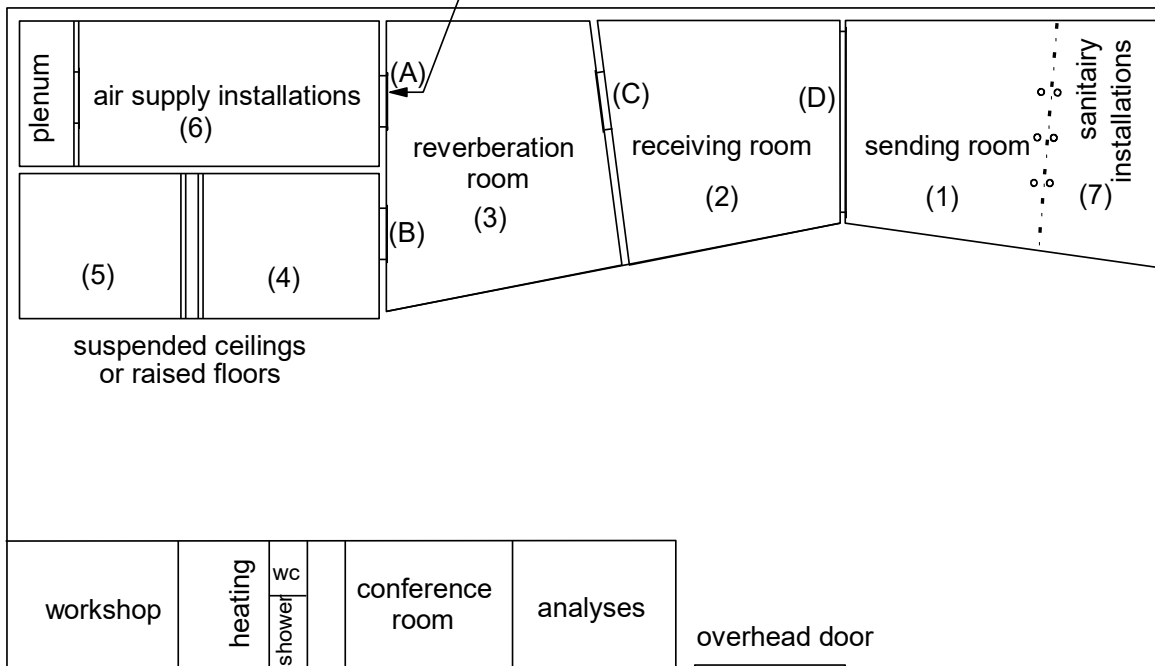 plenum
air supply installations
(6)
(A)
(B)
reverberation
room
(3)
(C)
receiving room
(2)
(D)
sending room
(1)
sanitairy
installations
(7)
(5)
(4)
suspended ceilings
or raised floors
workshop
heating
wc
shower
conference
room
analyses
overhead door